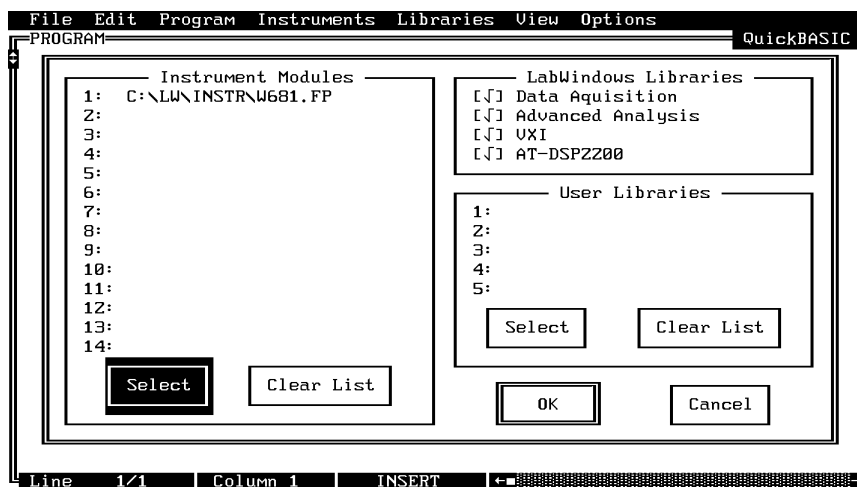 File Edit Program Instruments Libraries View Options
PROGRAM QuickBASIC
Instrument Modules
1: C:\LW\INSTR\W681.FP
2:
3:
4:
5:
6:
7:
8:
9:
10:
11:
12:
13:
14:
Select Clear List
LabWindows Libraries
[√] Data Aquisition
[√] Advanced Analysis
[√] VXI
[√] AT-DSP2200
User Libraries
1:
2:
3:
4:
5:
Select Clear List
OK Cancel
Line 1/1 Column 1 INSERT